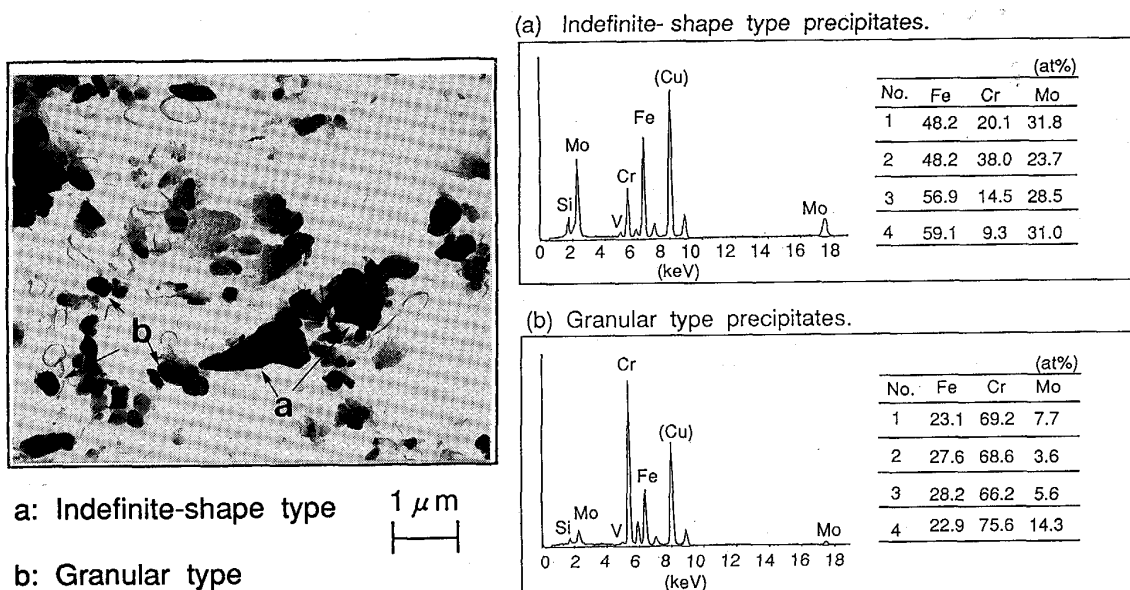 b
a
a: Indefinite-shape type
1 μm
b: Granular type
(a) Indefinite-shape type precipitates.
(Cu)
Fe
Mo
Cr
Si
V
Mo
0 2 4 6 8 10 12 14 16 18
(keV)
(at%)
No. Fe Cr Mo
1 48.2 20.1 31.8
2 48.2 38.0 23.7
3 56.9 14.5 28.5
4 59.1 9.3 31.0
(b) Granular type precipitates.
Cr
(Cu)
Fe
Si
Mo
V
Mo
0 2 4 6 8 10 12 14 16 18
(keV)
(at%)
No. Fe Cr Mo
1 23.1 69.2 7.7
2 27.6 68.6 3.6
3 28.2 66.2 5.6
4 22.9 75.6 14.3